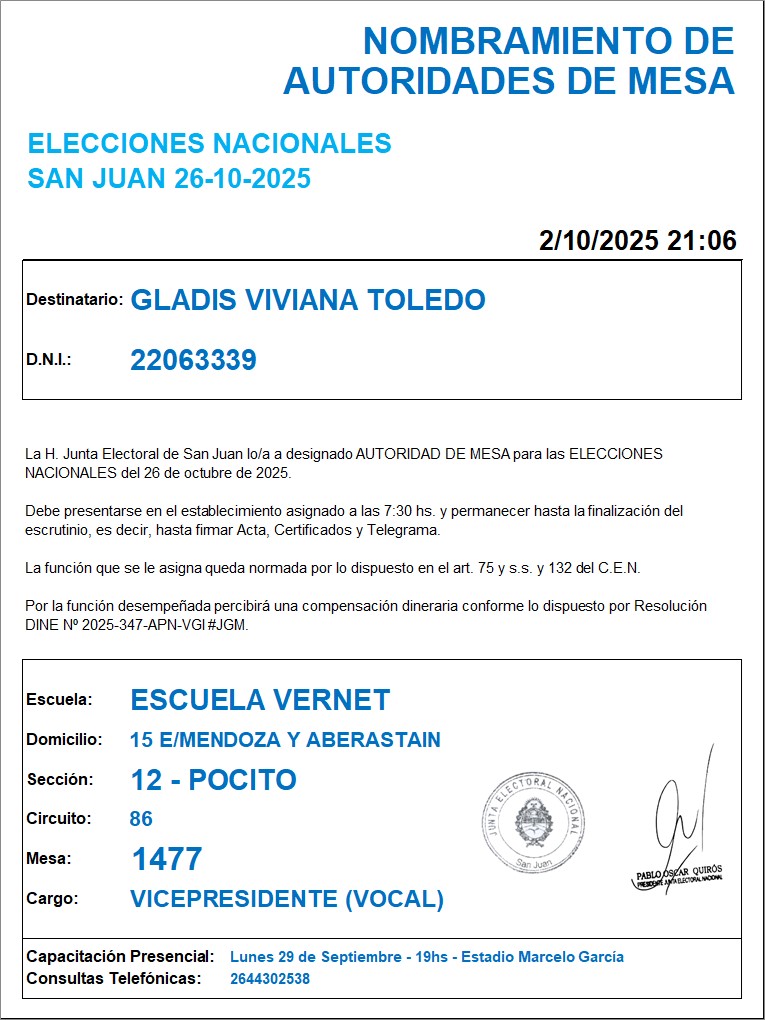 NOMBRAMIENTO DE
AUTORIDADES DE MESA
ELECCIONES NACIONALES
SAN JUAN 26-10-2025
2/10/2025 21:06
Destinatario: GLADIS VIVIANA TOLEDO
D.N.I.: 22063339
La H. Junta Electoral de San Juan lo/a a designado AUTORIDAD DE MESA para las ELECCIONES
NACIONALES del 26 de octubre de 2025.
Debe presentarse en el establecimiento asignado a las 7:30 hs. y permanecer hasta la finalización del
escrutinio, es decir, hasta firmar Acta, Certificados y Telegrama.
La función que se le asigna queda normada por lo dispuesto en el art. 75 y s.s. y 132 del C.E.N.
Por la función desempeñada percibirá una compensación dineraria conforme lo dispuesto por Resolución
DINE Nº 2025-347-APN-VGI#JGM.
Escuela: ESCUELA VERNET
Domicilio: 15 E/MENDOZA Y ABERASTAIN
Sección: 12 - POCITO
Circuito: 86
Mesa: 1477
Cargo: VICEPRESIDENTE (VOCAL)
JUNTA ELECTORAL NACIONAL
San Juan
PABLO OSCAR QUIRÓS
PRESIDENTE JUNTA ELECTORAL NACIONAL
Capacitación Presencial: Lunes 29 de Septiembre - 19hs - Estadio Marcelo García
Consultas Telefónicas: 2644302538